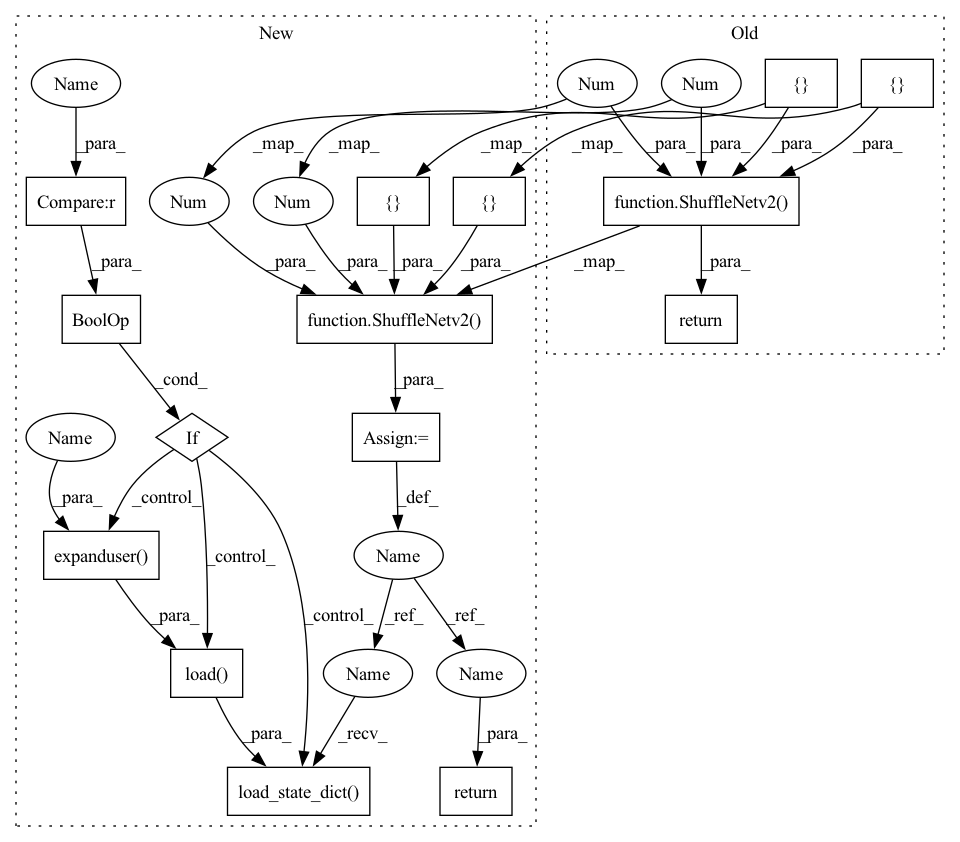 New
Old
Name
Num
Num
{}
{}
_para_
_map_
_map_
_map_
_map_
_para_
_para_
_para_
_para_
Compare:r
Num
Num
{}
{}
function.ShuffleNetv2()
_para_
_para_
_para_
_para_
_para_
_map_
_para_
BoolOp
function.ShuffleNetv2()
return
_cond_
_para_
Name
If
Assign:=
_para_
_control_
_def_
expanduser()
_control_
Name
_para_
_control_
_ref_
_ref_
load()
Name
Name
_para_
_recv_
_para_
load_state_dict()
return